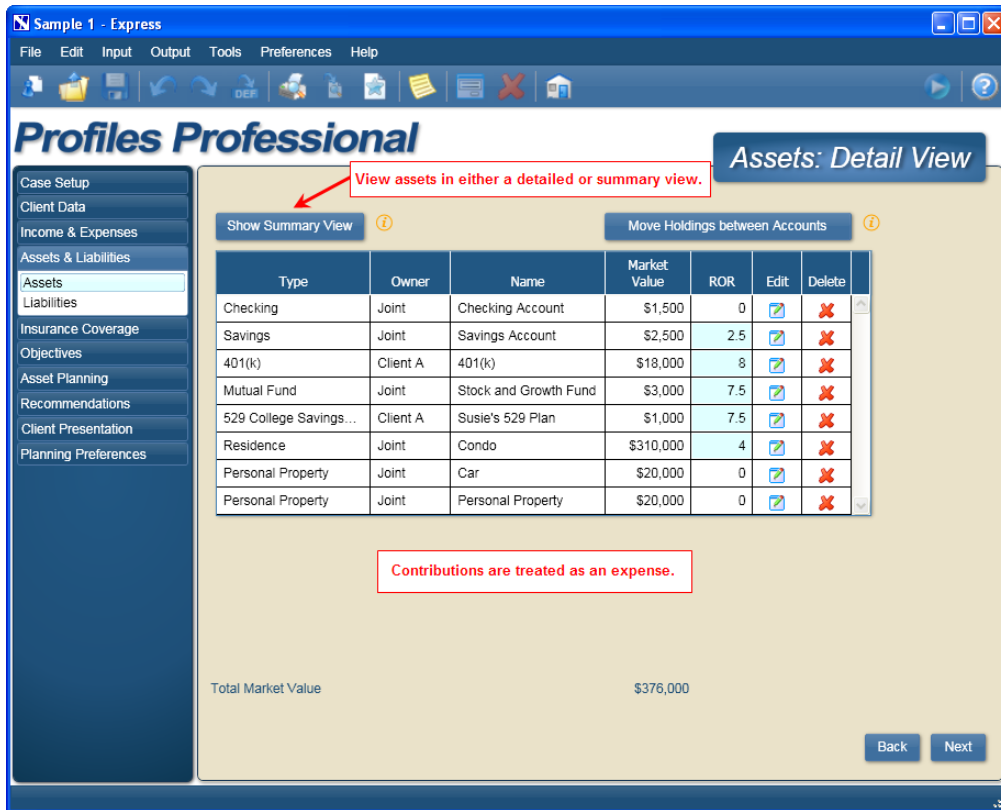 Sample 1 - Express
File Edit Input Output Tools Preferences Help
DEF
Profiles Professional
Assets: Detail View
View assets in either a detailed or summary view.
Case Setup
Client Data
Income & Expenses
Assets & Liabilities
Assets
Liabilities
Insurance Coverage
Objectives
Asset Planning
Recommendations
Client Presentation
Planning Preferences
Show Summary View i Move Holdings between Accounts i
Type Owner Name Market Value ROR Edit Delete
Checking Joint Checking Account $1,500 0
Savings Joint Savings Account $2,500 2.5
401(k) Client A 401(k) $18,000 8
Mutual Fund Joint Stock and Growth Fund $3,000 7.5
529 College Savings... Client A Susie's 529 Plan $1,000 7.5
Residence Joint Condo $310,000 4
Personal Property Joint Car $20,000 0
Personal Property Joint Personal Property $20,000 0
Contributions are treated as an expense.
Total Market Value $376,000
Back Next